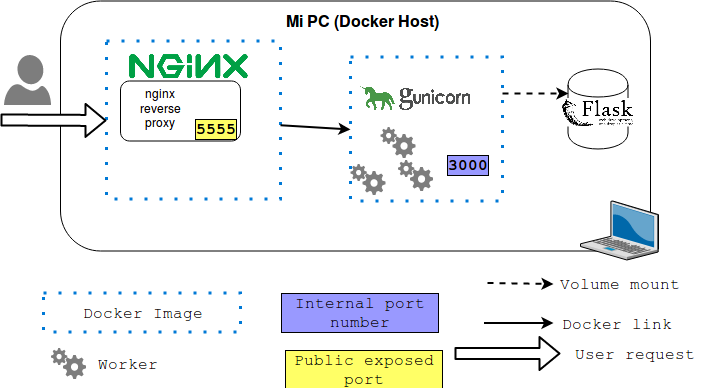 Mi PC (Docker Host)
NGiNX
nginx
reverse
proxy
5555
gunicorn
3000
Flask
Docker Image
Internal port
number
Volume mount
Docker link
Worker
Public exposed
port
User request